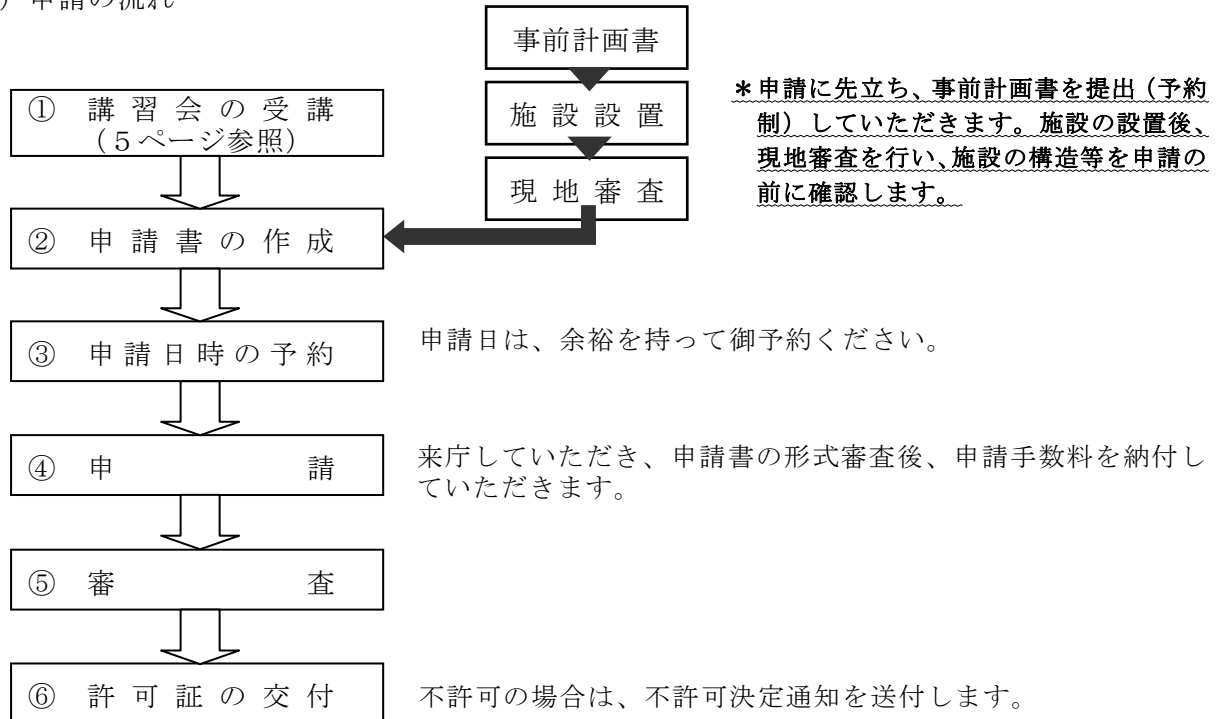 ）申請の流れ
事前計画書
施設設置
現地審査
＊申請に先立ち、事前計画書を提出（予約
制）していただきます。施設の設置後、
現地審査を行い、施設の構造等を申請の
前に確認します。
① 講習会の受講
（５ページ参照）
② 申請書の作成
③ 申請日時の予約
申請日は、余裕を持って御予約ください。
④ 申請
来庁していただき、申請書の形式審査後、申請手数料を納付し
ていただきます。
⑤ 審査
⑥ 許可証の交付
不許可の場合は、不許可決定通知を送付します。